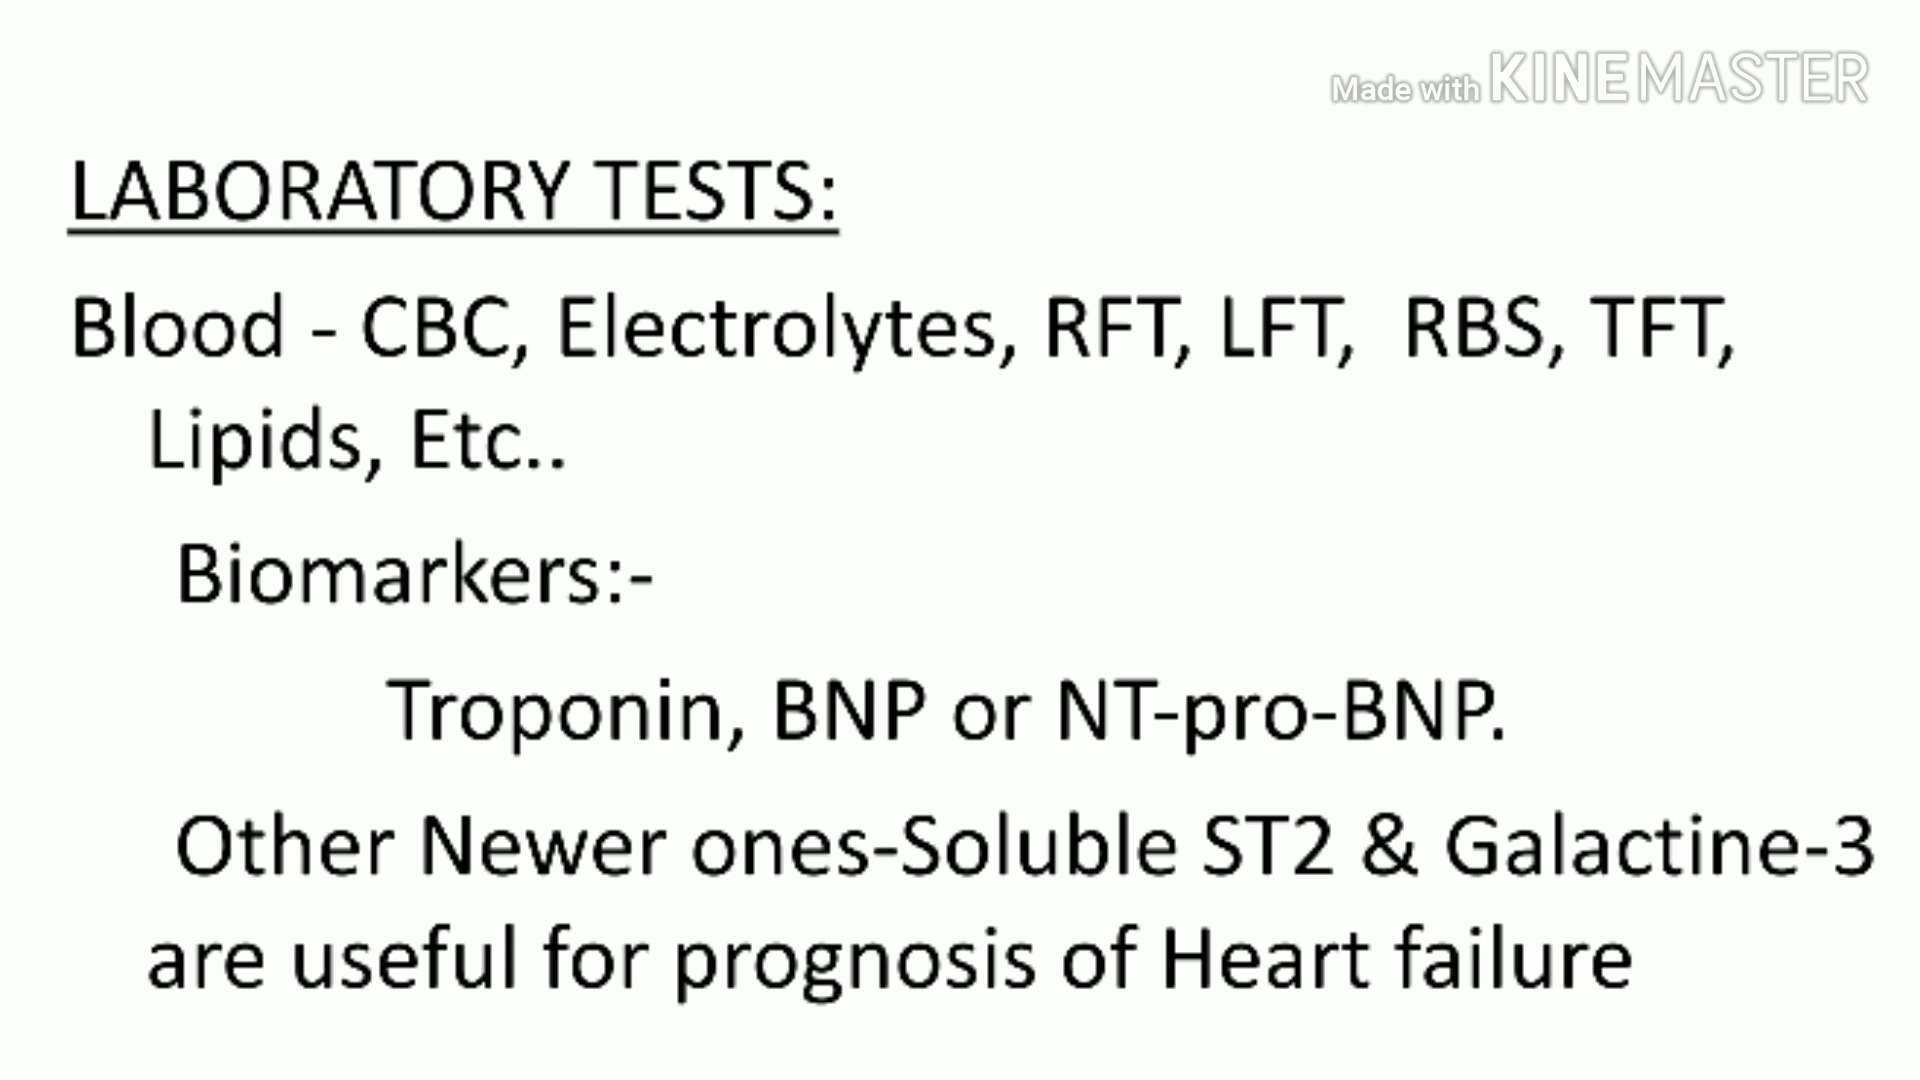 Made with KINEMASTER
LABORATORY TESTS:
Blood - CBC, Electrolytes, RFT, LFT,  RBS, TFT,
Lipids, Etc..
Biomarkers:-
Troponin, BNP or NT-pro-BNP.
Other Newer ones-Soluble ST2 & Galactine-3
are useful for prognosis of Heart failure